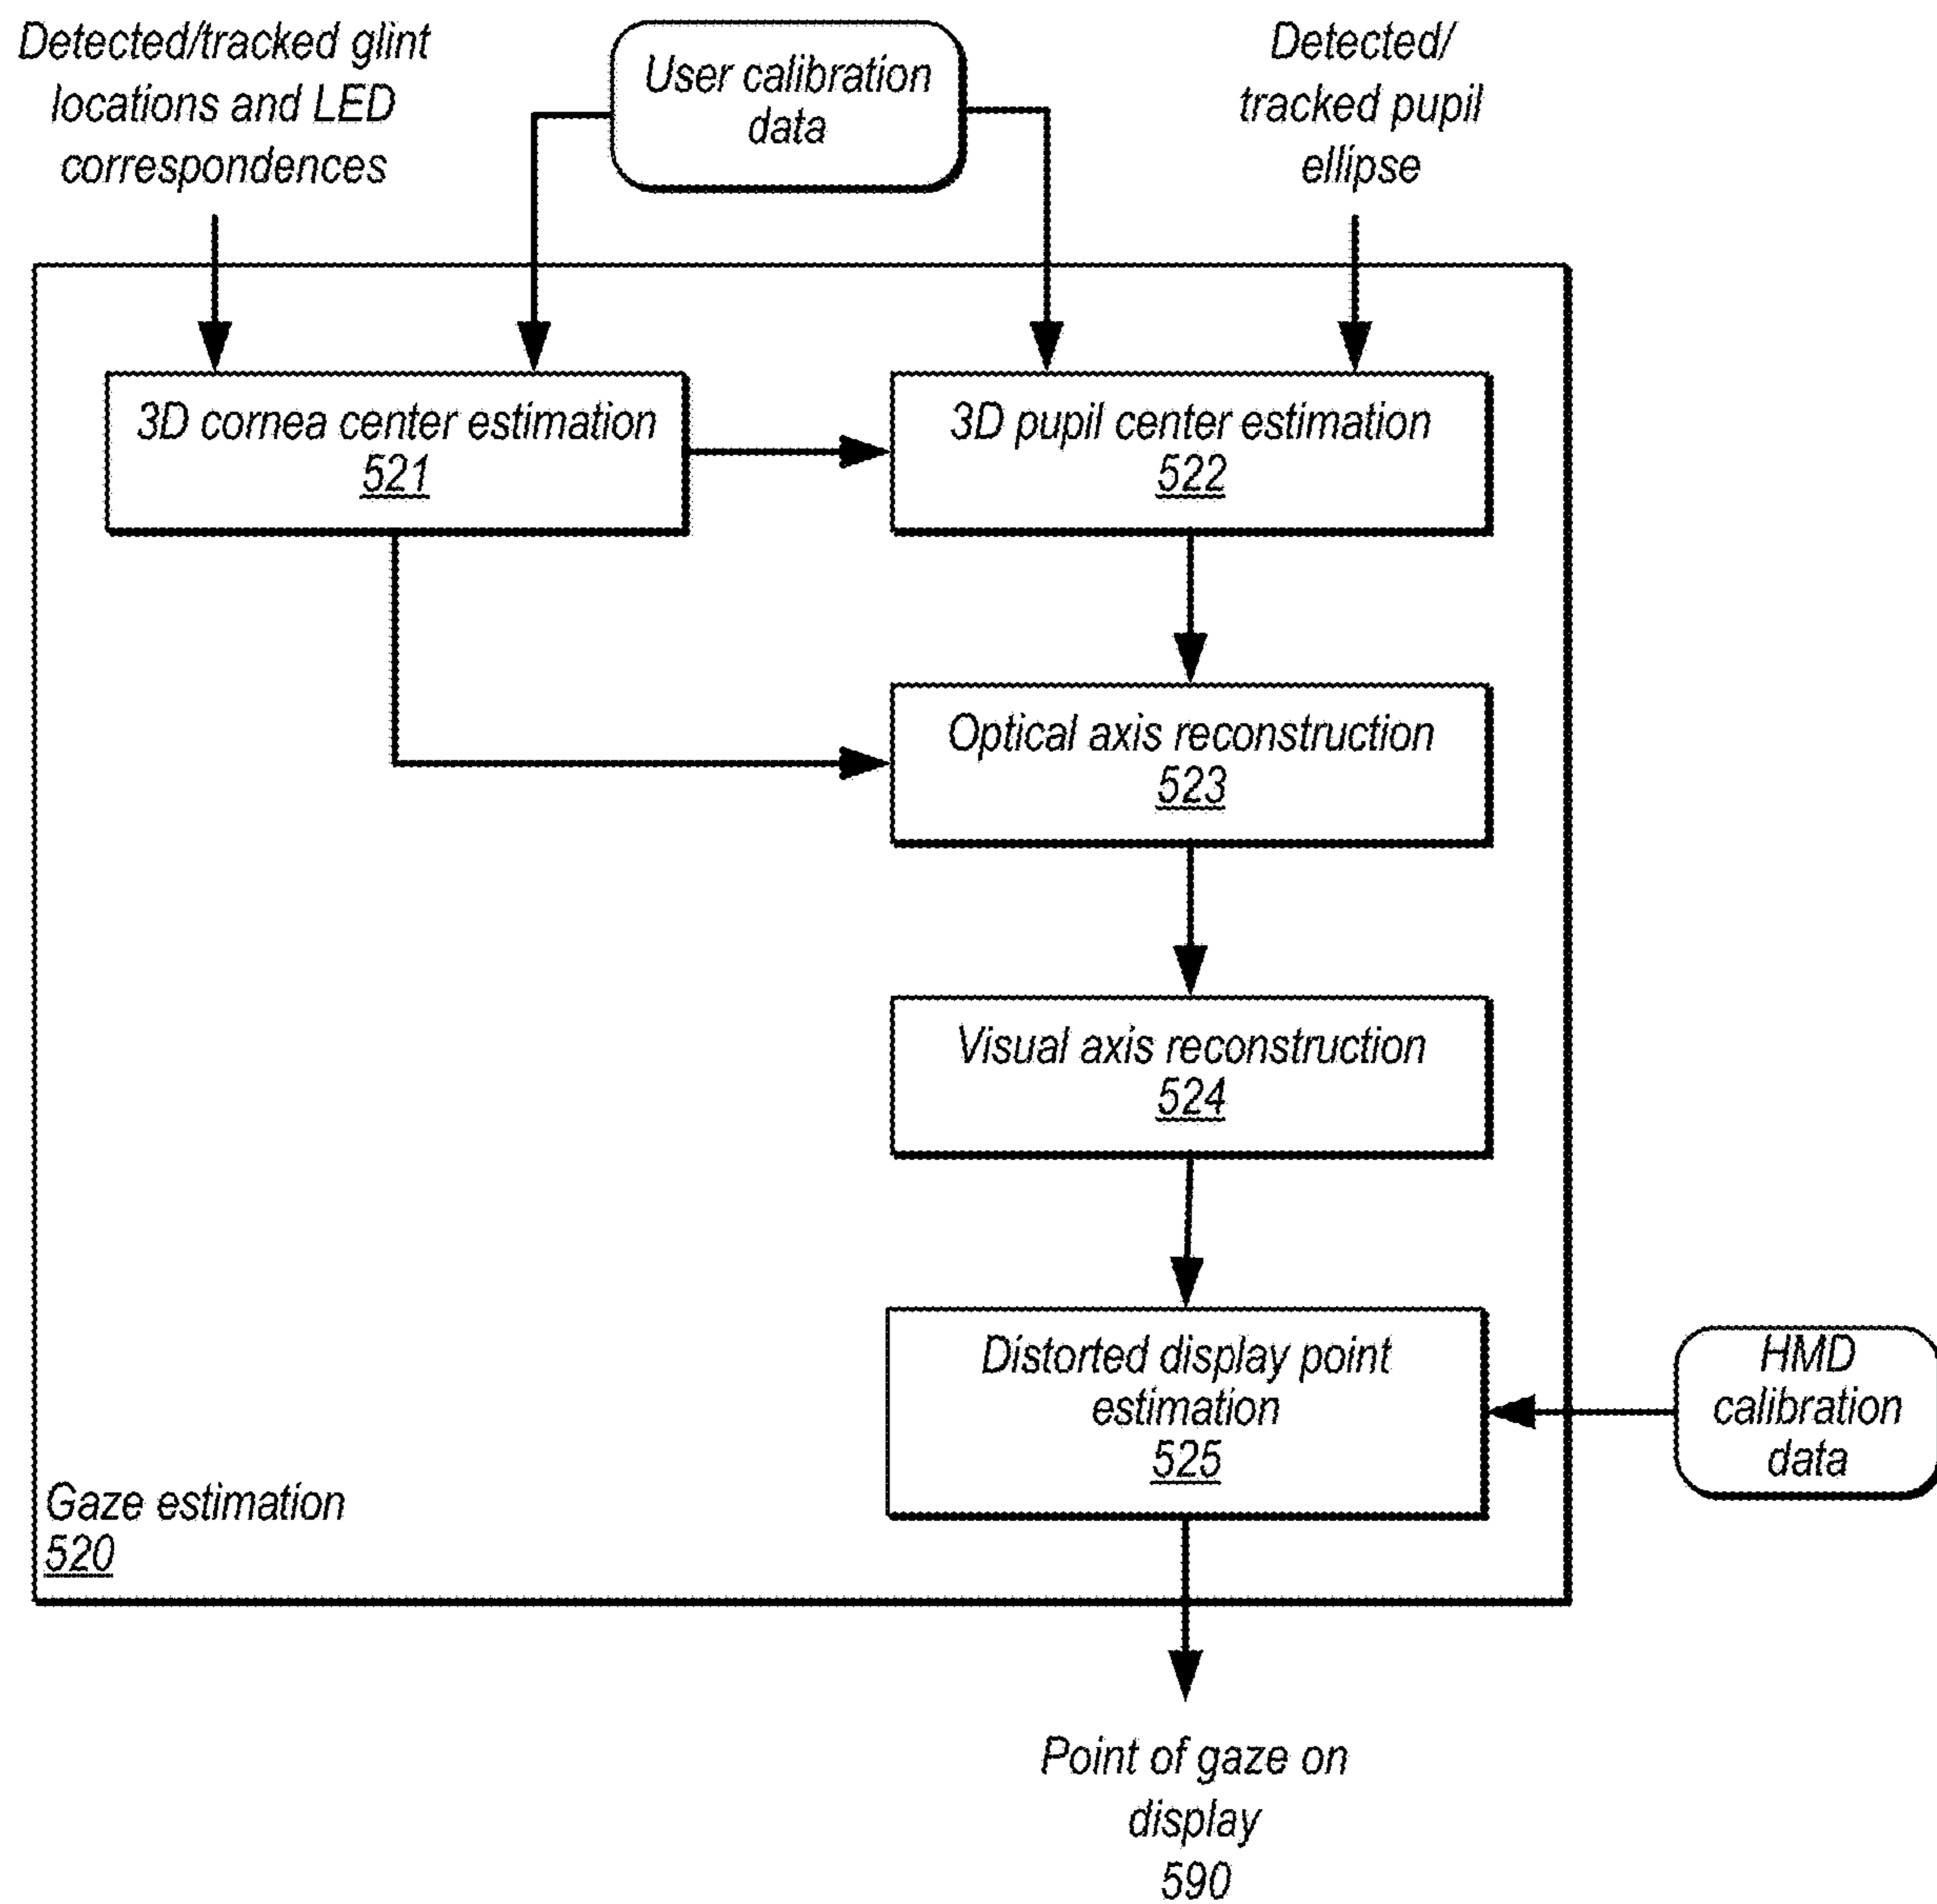 Detected/tracked glint
locations and LED
correspondences
User calibration
data
Detected/
tracked pupil
ellipse
3D cornea center estimation
521
3D pupil center estimation
522
Optical axis reconstruction
523
Visual axis reconstruction
524
Distorted display point
estimation
525
HMD
calibration
data
Gaze estimation
520
Point of gaze on
display
590